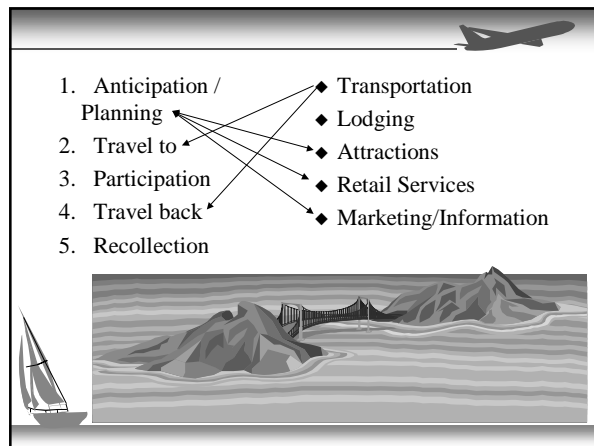 1. Anticipation /
Planning
2. Travel to
3. Participation
4. Travel back
5. Recollection
◆ Transportation
◆ Lodging
◆ Attractions
◆ Retail Services
◆ Marketing/Information